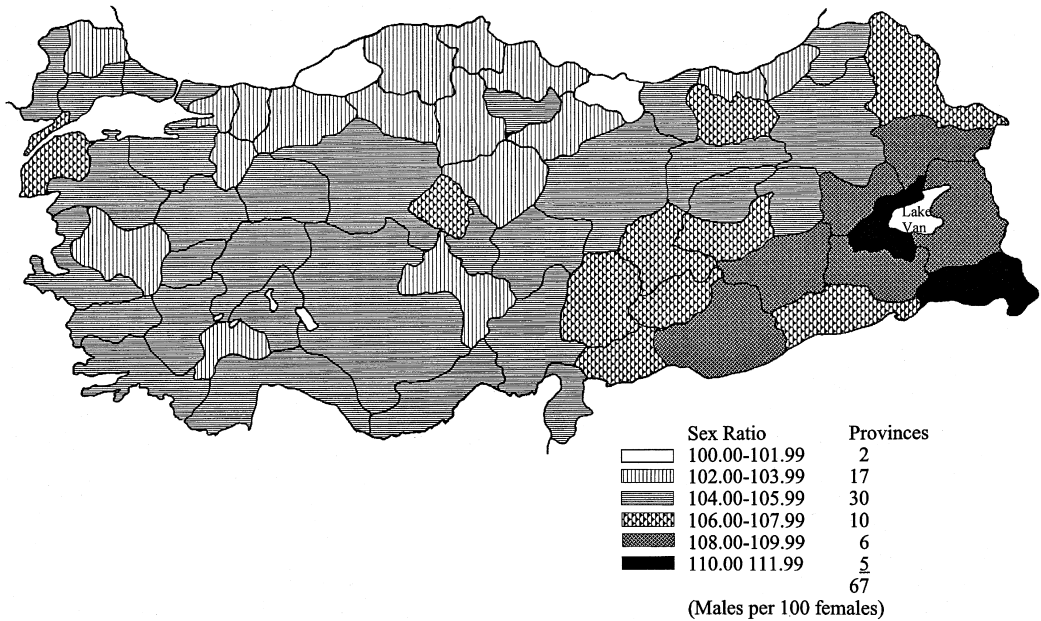 Lake
Van
Sex Ratio Provinces
100.00-101.99 2
102.00-103.99 17
104.00-105.99 30
106.00-107.99 10
108.00-109.99 6
110.00 111.99 5
67
(Males per 100 females)